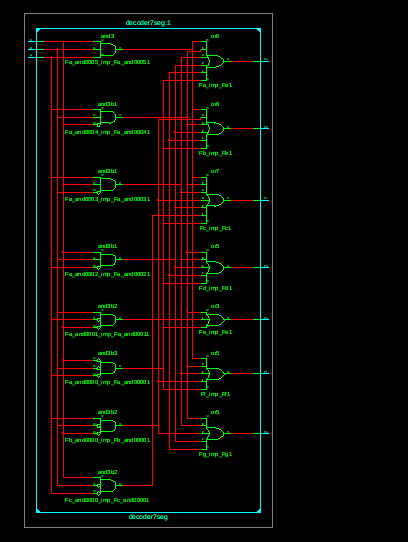 decoder7seg:1
and3
or6
Fa_and0005_imp_Fa_and00051
Fa_imp_Fa1
and3b1
or6
Fa_and0004_imp_Fa_and00041
Fb_imp_Fb1
and3b1
or7
Fa_and0003_imp_Fa_and00031
Fc_imp_Fc1
and3b1
or5
Fa_and0002_imp_Fa_and00021
Fd_imp_Fd1
and3b2
or3
Fa_and0001_imp_Fa_and00011
Fe_imp_Fe1
and3b3
or5
Fa_and0000_imp_Fa_and00001
Ff_imp_Ff1
and3b2
or5
Fb_and0000_imp_Fb_and00001
Fg_imp_Fg1
and3b2
Fc_and0000_imp_Fc_and00001
decoder7seg